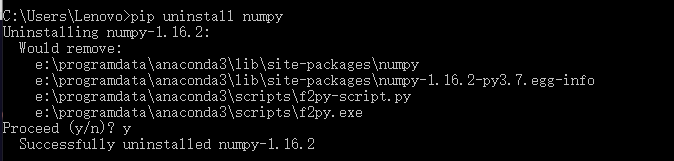 C:\Users\Lenovo>pip uninstall numpy
Uninstalling numpy-1.16.2:
  Would remove:
    e:\programdata\anaconda3\lib\site-packages\numpy
    e:\programdata\anaconda3\lib\site-packages\numpy-1.16.2-py3.7.egg-info
    e:\programdata\anaconda3\scripts\f2py-script.py
    e:\programdata\anaconda3\scripts\f2py.exe
Proceed (y/n)? y
  Successfully uninstalled numpy-1.16.2